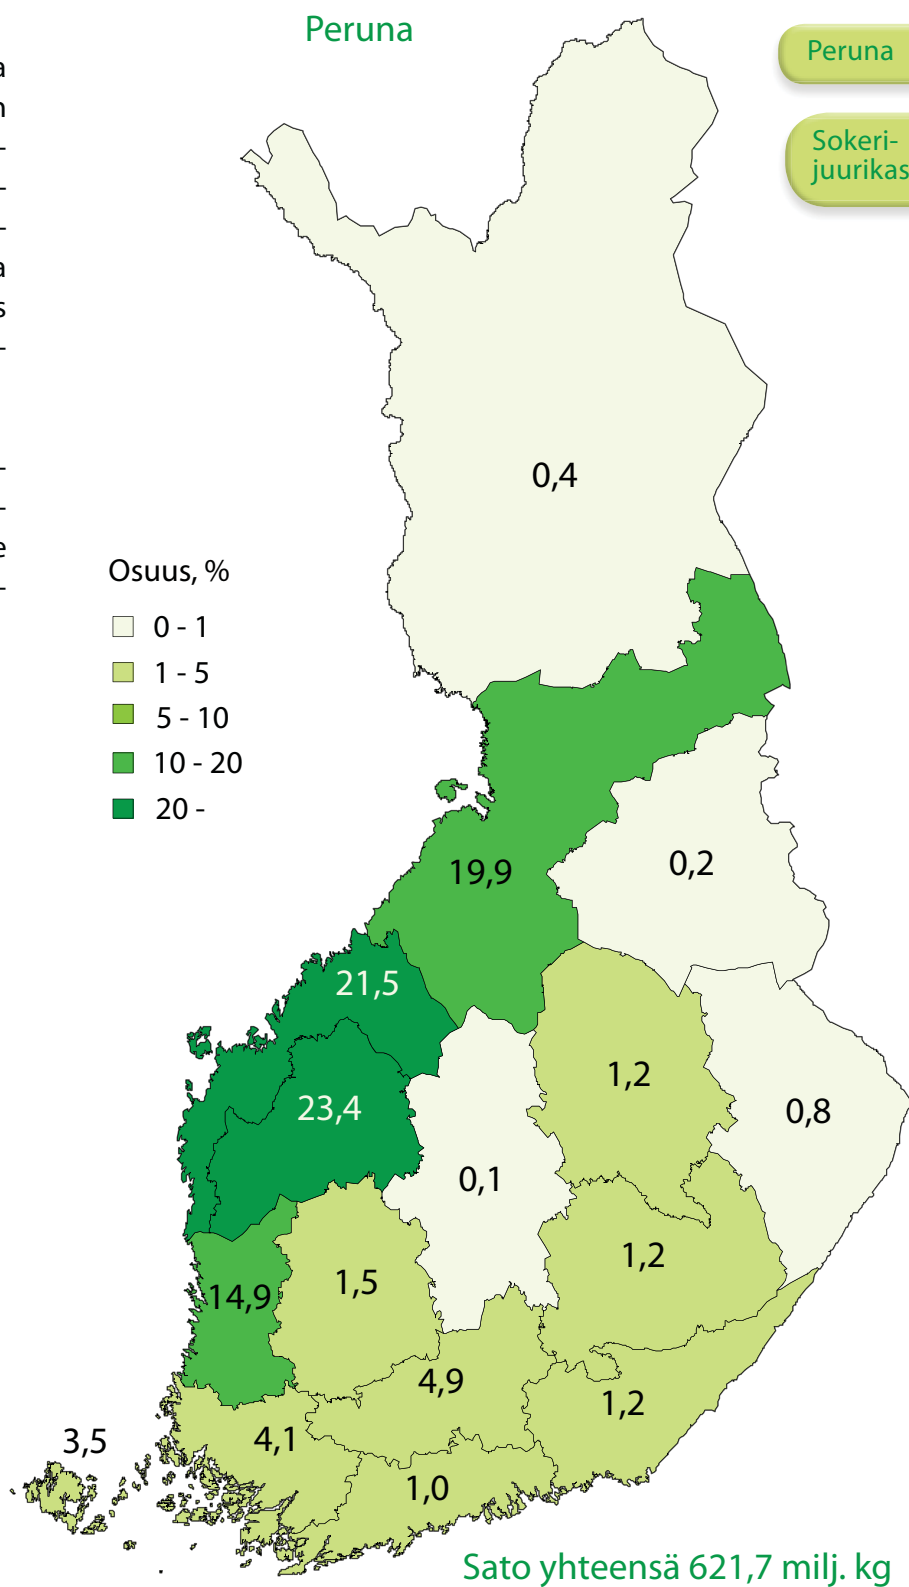 Peruna
Peruna
Sokeri-
juurikas
a
n
-
-
-
a
s
-
-
-
e
-
0,4
Osuus, %
0 - 1
1 - 5
5 - 10
10 - 20
20 -
19,9
0,2
21,5
1,2
23,4
0,8
0,1
1,2
1,5
14,9
4,9
1,2
3,5
4,1
1,0
Sato yhteensä 621,7 milj. kg